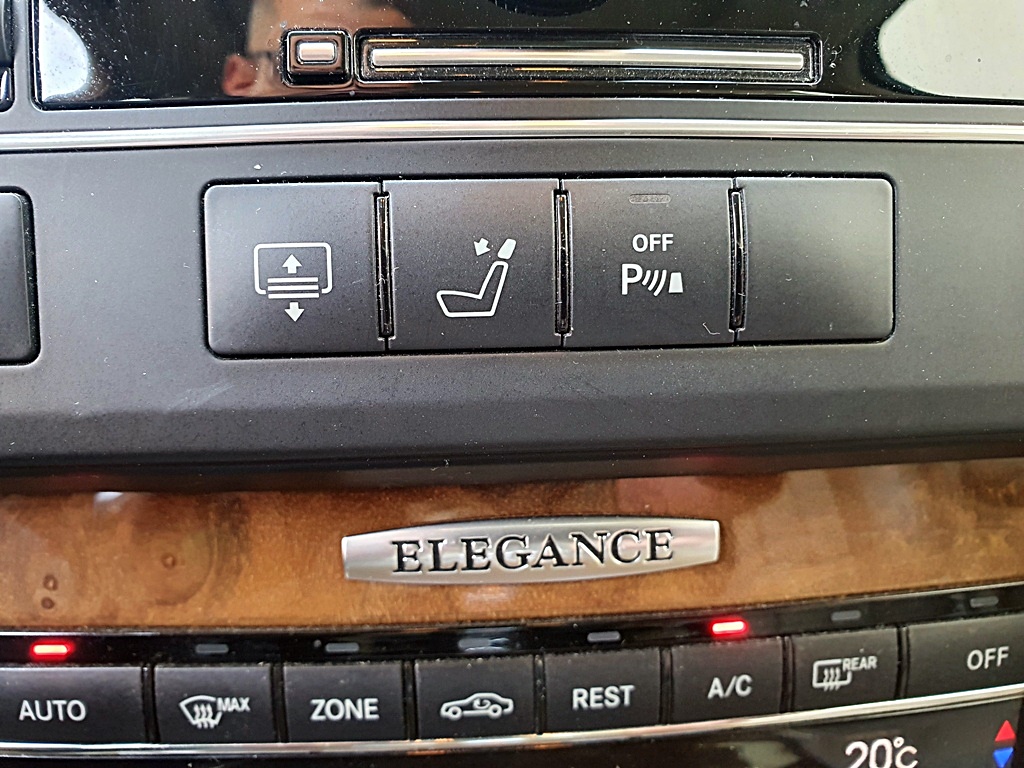 OFF
P
ELEGANCE
AUTO
MAX
ZONE
REST
A/C
REAR
OFF
20°C